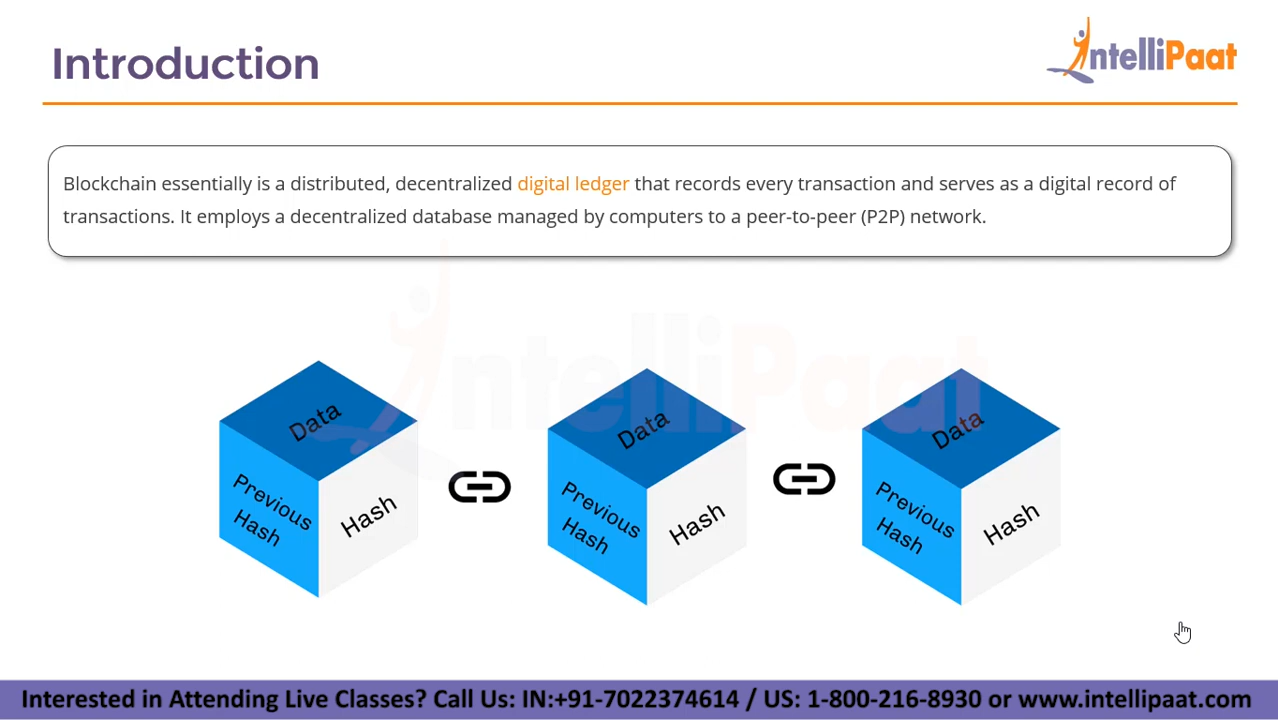 Introduction
IntelliPaat
Blockchain essentially is a distributed, decentralized digital ledger that records every transaction and serves as a digital record of
transactions. It employs a decentralized database managed by computers to a peer-to-peer (P2P) network.
IntelliPaat
Data
Previous
Hash
Hash
Data
Previous
Hash
Hash
Data
Previous
Hash
Hash
Interested in Attending Live Classes? Call Us: IN:+91-7022374614 / US: 1-800-216-8930 or www.intellipaat.com